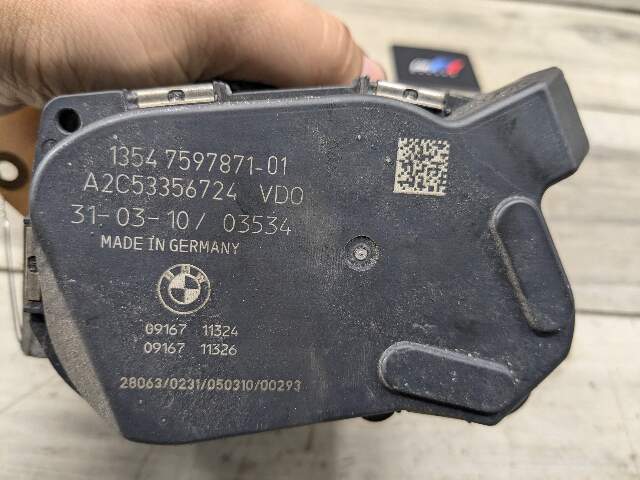 1354 7597871-01
A2C53356724 VDO
31-03-10/ 03534
MADE IN GERMANY
BMW
09167 11324
09167 11326
28063/0231/050310/00293